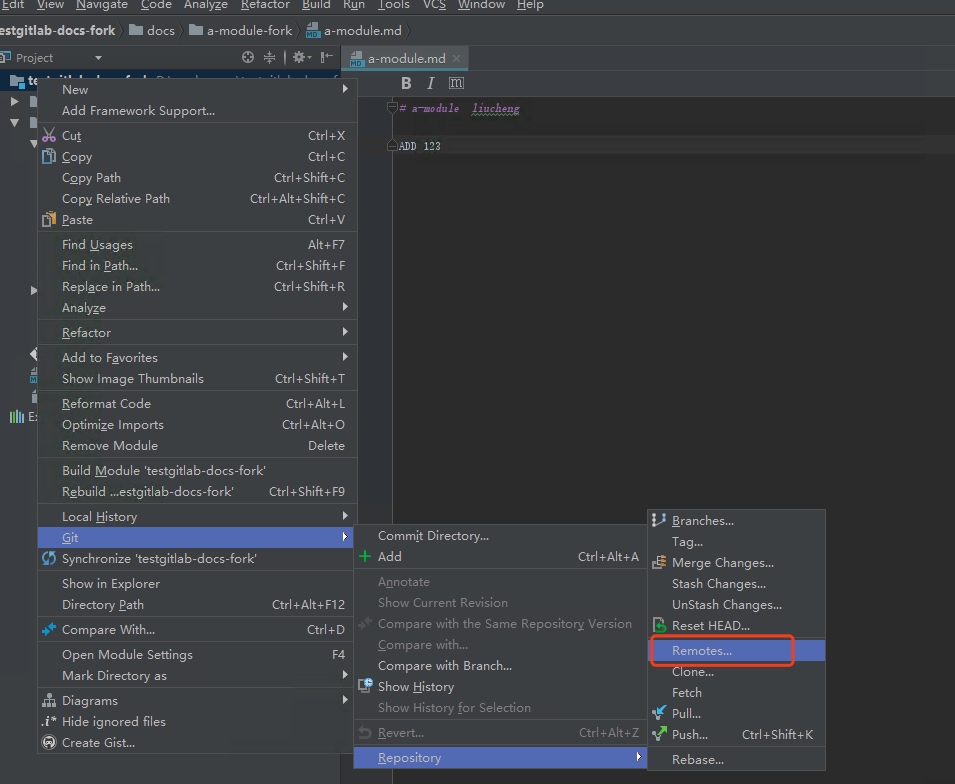 Edit View Navigate Code Analyze Refactor Build Run Tools VCS Window Help
estgitlab-docs-fork docs a-module-fork a-module.md
Project
a-module.md
B I m
# a-module liucheng
ADD 123
New
Add Framework Support...
Cut Ctrl+X
Copy Ctrl+C
Copy Path Ctrl+Shift+C
Copy Relative Path Ctrl+Alt+Shift+C
Paste Ctrl+V
Find Usages Alt+F7
Find in Path... Ctrl+Shift+F
Replace in Path... Ctrl+Shift+R
Analyze
Refactor
Add to Favorites
Show Image Thumbnails Ctrl+Shift+T
Reformat Code Ctrl+Alt+L
Optimize Imports Ctrl+Alt+O
Remove Module Delete
Build Module 'testgitlab-docs-fork'
Rebuild ...estgitlab-docs-fork' Ctrl+Shift+F9
Local History
Git
Synchronize 'testgitlab-docs-fork'
Show in Explorer
Directory Path Ctrl+Alt+F12
Compare With... Ctrl+D
Open Module Settings F4
Mark Directory as
Diagrams
.i* Hide ignored files
Create Gist...
Commit Directory...
Add Ctrl+Alt+A
Annotate
Show Current Revision
Compare with the Same Repository Version
Compare with...
Compare with Branch...
Show History
Show History for Selection
Revert... Ctrl+Alt+Z
Repository
Branches...
Tag...
Merge Changes...
Stash Changes...
UnStash Changes...
Reset HEAD...
Remotes...
Clone...
Fetch
Pull...
Push... Ctrl+Shift+K
Rebase...